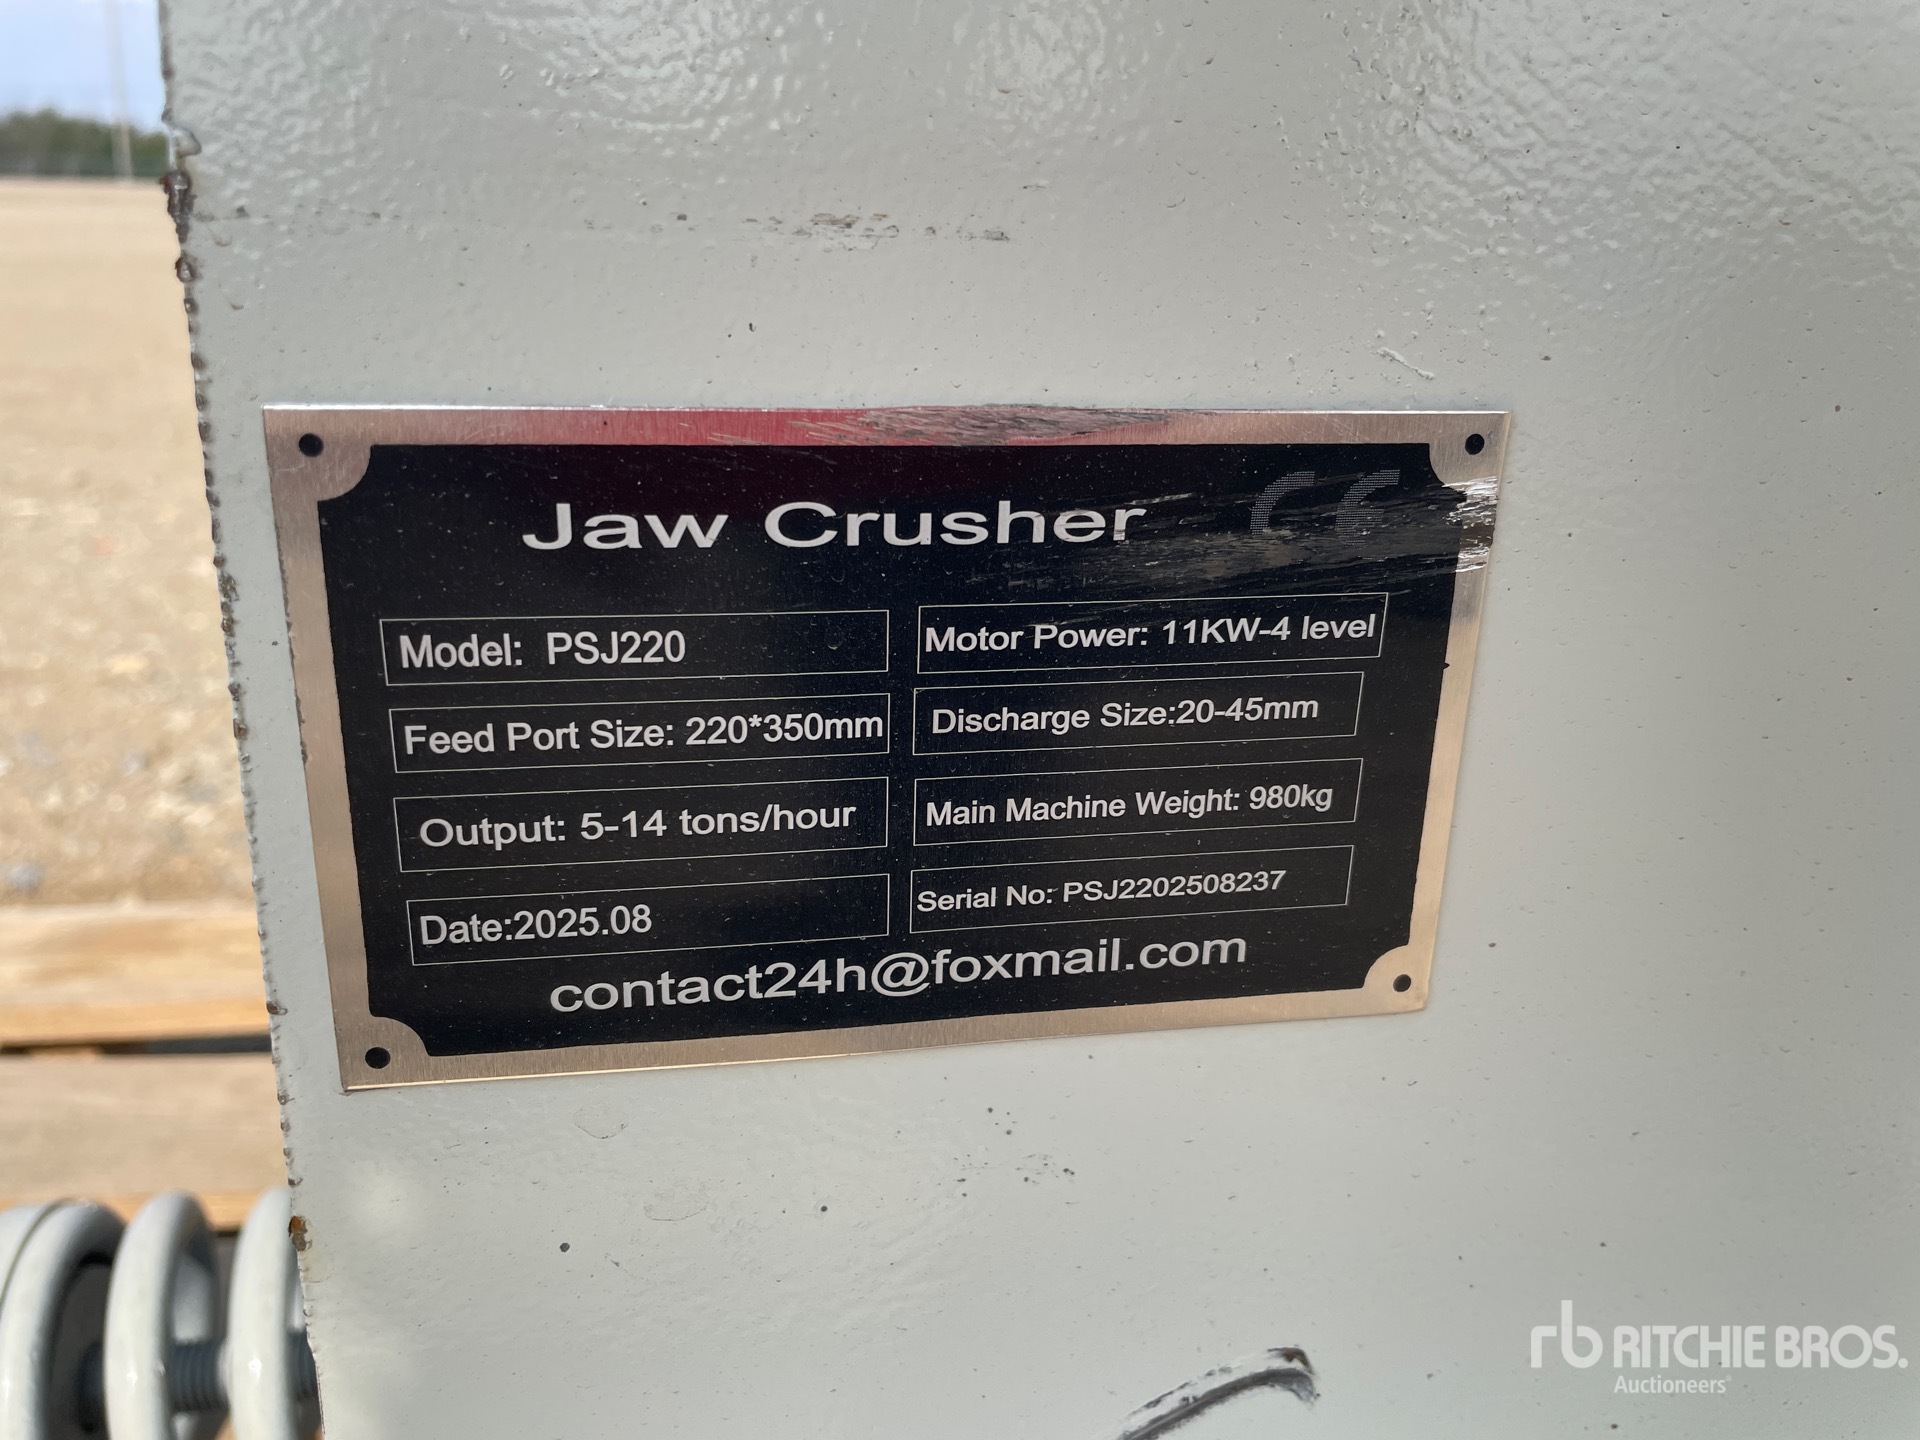 Jaw Crusher CE
Model: PSJ220
Motor Power: 11KW-4 level
Feed Port Size: 220*350mm
Discharge Size:20-45mm
Output: 5-14 tons/hour
Main Machine Weight: 980kg
Date:2025.08
Serial No: PSJ2202508237
contact24h@foxmail.com
rb RITCHIE BROS.
Auctioneers